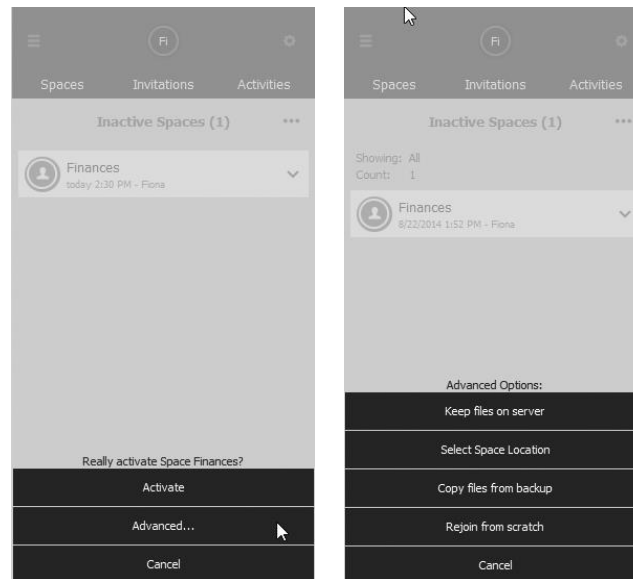 Fi
Spaces Invitations Activities
Inactive Spaces (1)
Finances
today 2:30 PM - Fiona
Really activate Space Finances?
Activate
Advanced...
Cancel
Fi
Spaces Invitations Activities
Inactive Spaces (1)
Showing: All
Count: 1
Finances
8/22/2014 1:52 PM - Fiona
Advanced Options:
Keep files on server
Select Space Location
Copy files from backup
Rejoin from scratch
Cancel